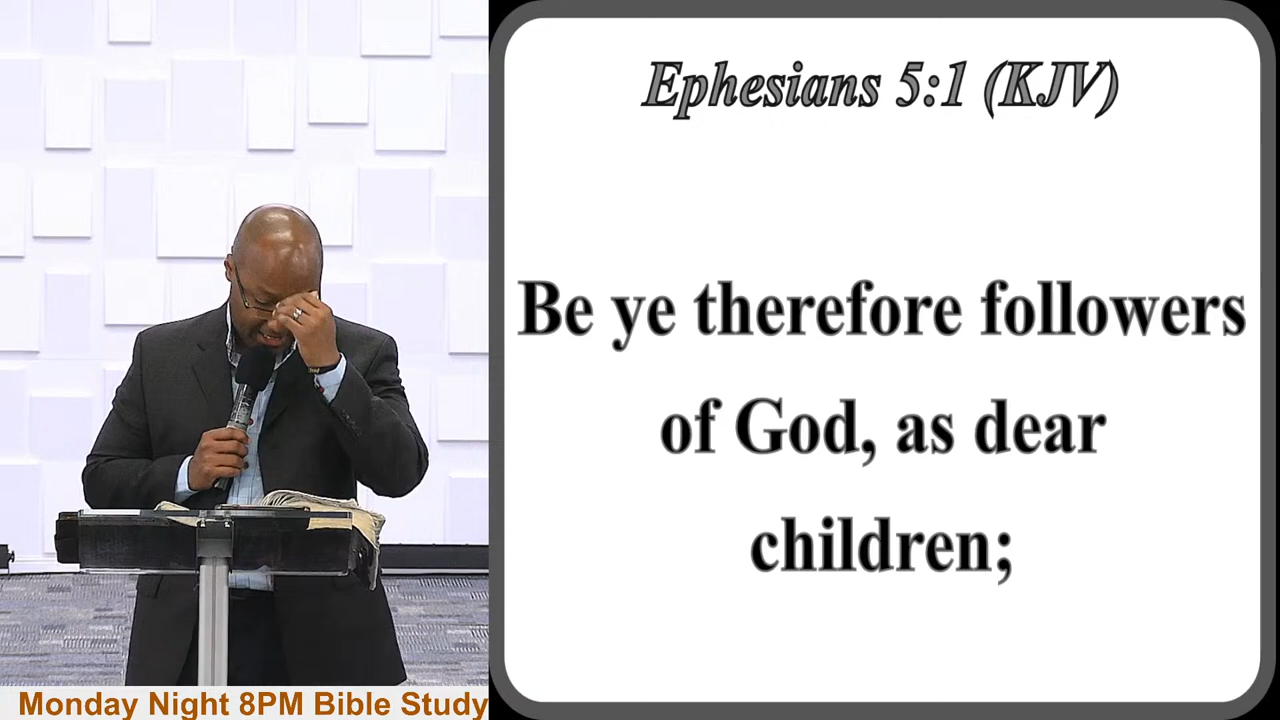 Ephesians 5:1 (KJV)
Be ye therefore followers
of God, as dear
children;
Monday Night 8PM Bible Study